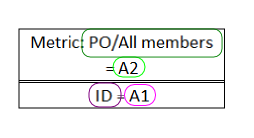 Metric: PO/All members
=A2
ID =A1